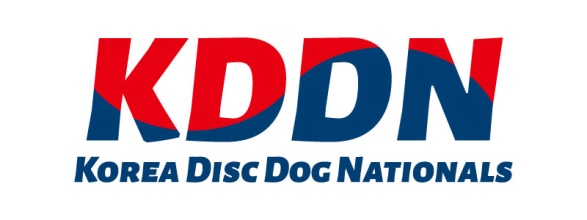 KDDN
KOREA DISC DOG NATIONALS